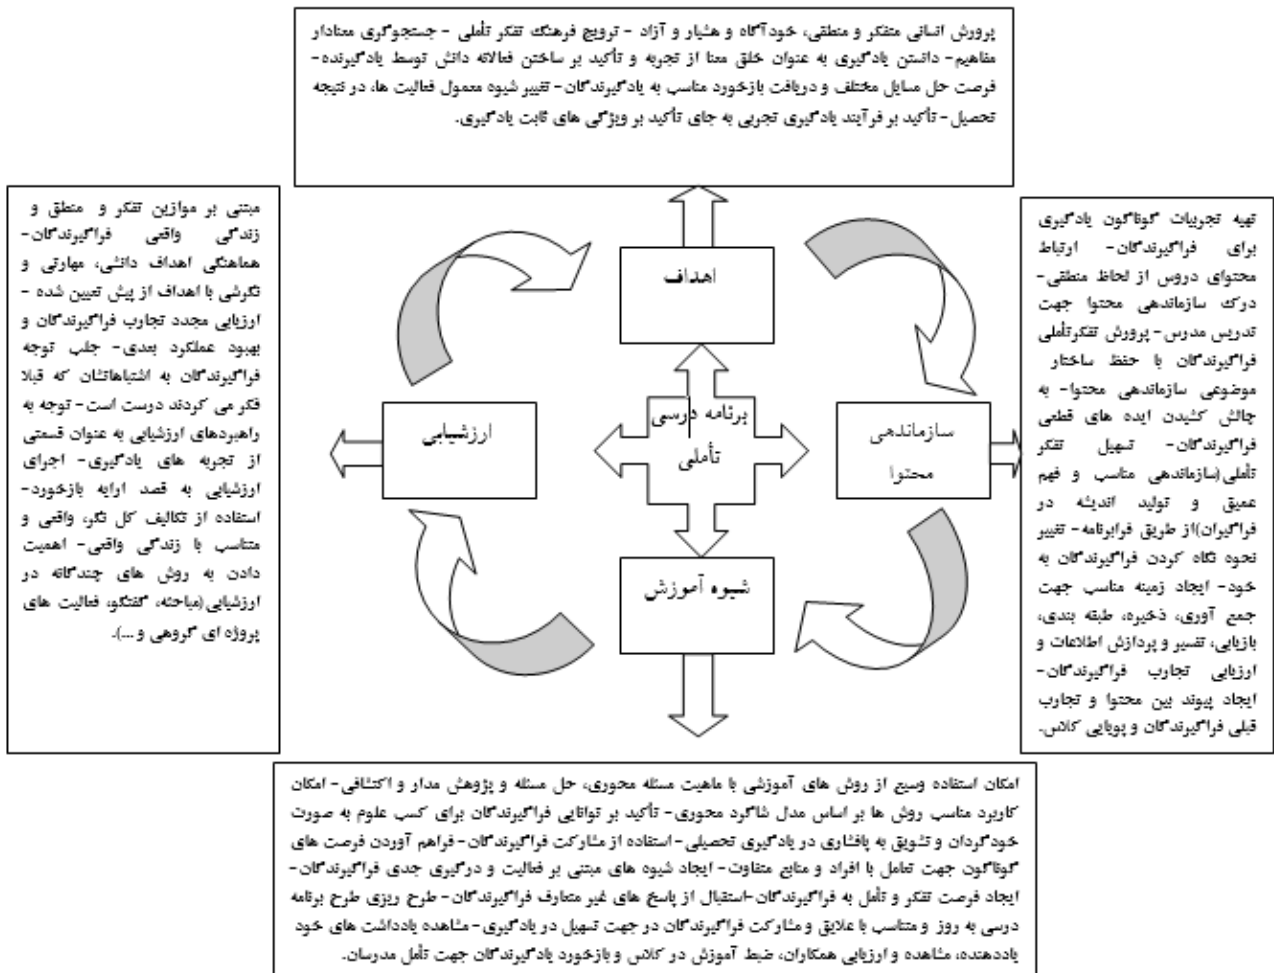 پرورش انسانی متفکر و منطقی، خودآگاه و هشیار و آزاد - ترویج فرهنگ تفکر تأملی - جستجوگری معنادار
مفاهیم- دانستن یادگیری به عنوان خلق معنا از تجربه و تأکید بر ساختن فعالانه دانش توسط یادگیرنده-
فرصت حل مسایل مختلف و دریافت بازخورد مناسب به یادگیرندگان- تغییر شیوه معمول فعالیت ها، در نتیجه
تحصیل- تأکید بر فرآیند یادگیری تجربی به جای تأکید بر ویژگی های ثابت یادگیری.
تهیه تجربیات گوناگون یادگیری
برای فراگیرندگان- ارتباط
محتوای دروس از لحاظ منطقی-
درک سازماندهی محتوا جهت
تدریس مدرس- پرورش تفکرتأملی
فراگیرندگان با حفظ ساختار
موضوعی سازماندهی محتوا- به
چالش کشیدن ایده های قطعی
فراگیرندگان- تسهیل تفکر
تأملی(سازماندهی مناسب و فهم
عمیق و تولید اندیشه در
فراگیران)از طریق فرابرنامه- تغییر
نحوه نگاه کردن فراگیرندگان به
خود- ایجاد زمینه مناسب جهت
جمع آوری، ذخیره، طبقه بندی،
بازیابی، تفسیر و پردازش اطلاعات و
ارزیابی تجارب فراگیرندگان-
ایجاد پیوند بین محتوا و تجارب
قبلی فراگیرندگان و پویایی کلاس.
اهداف
سازماندهی
محتوا
برنامه درسی
تأملی
ارزشیابی
شیوه آموزش
مبتنی بر موازین تفکر و منطق و
زندگی واقعی فراگیرندگان-
هماهنگی اهداف دانشی، مهارتی و
نگرشی با اهداف از پیش تعیین شده -
ارزیابی مجدد تجارب فراگیرندگان و
بهبود عملکرد بعدی- جلب توجه
فراگیرندگان به اشتباهاتشان که قبلا
فکر می کردند درست است- توجه به
راهبردهای ارزشیابی به عنوان قسمتی
از تجربه های یادگیری- اجرای
ارزشیابی به قصد ارایه بازخورد-
استفاده از تکالیف کل نگر، واقعی و
متناسب با زندگی واقعی- اهمیت
دادن به روش های چندگانه در
ارزشیابی(مباحثه، گفتگو، فعالیت های
پروژه ای گروهی و ...).
امکان استفاده وسیع از روش های آموزشی با ماهیت مسئله محوری، حل مسئله و پژوهش مدار و اکتشافی- امکان
کاربرد مناسب روش ها بر اساس مدل شاگرد محوری- تأکید بر توانایی فراگیرندگان برای کسب علوم به صورت
خودگردان و تشویق به پافشاری در یادگیری تحصیلی- استفاده از مشارکت فراگیرندگان- فراهم آوردن فرصت های
گوناگون جهت تعامل با افراد و منابع متفاوت- ایجاد شیوه های مبتنی بر فعالیت و درگیری جدی فراگیرندگان-
ایجاد فرصت تفکر و تأمل به فراگیرندگان-استقبال از پاسخ های غیر متعارف فراگیرندگان- طرح ریزی طرح برنامه
درسی به روز و متناسب با علایق و مشارکت فراگیرندگان در جهت تسهیل در یادگیری- مشاهده یادداشت های خود
یاددهنده، مشاهده و ارزیابی همکاران، ضبط آموزش در کلاس و بازخورد یادگیرندگان جهت تأمل مدرسان.